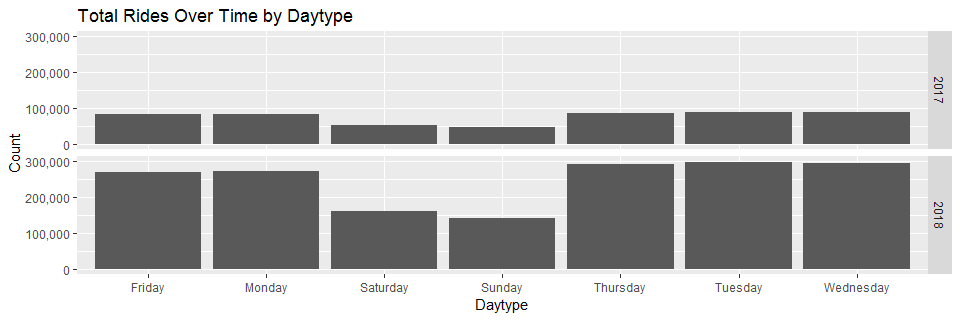 Total Rides Over Time by Daytype
Count
300,000
200,000
100,000
0
2017
300,000
200,000
100,000
0
2018
Friday Monday Saturday Sunday Thursday Tuesday Wednesday
Daytype